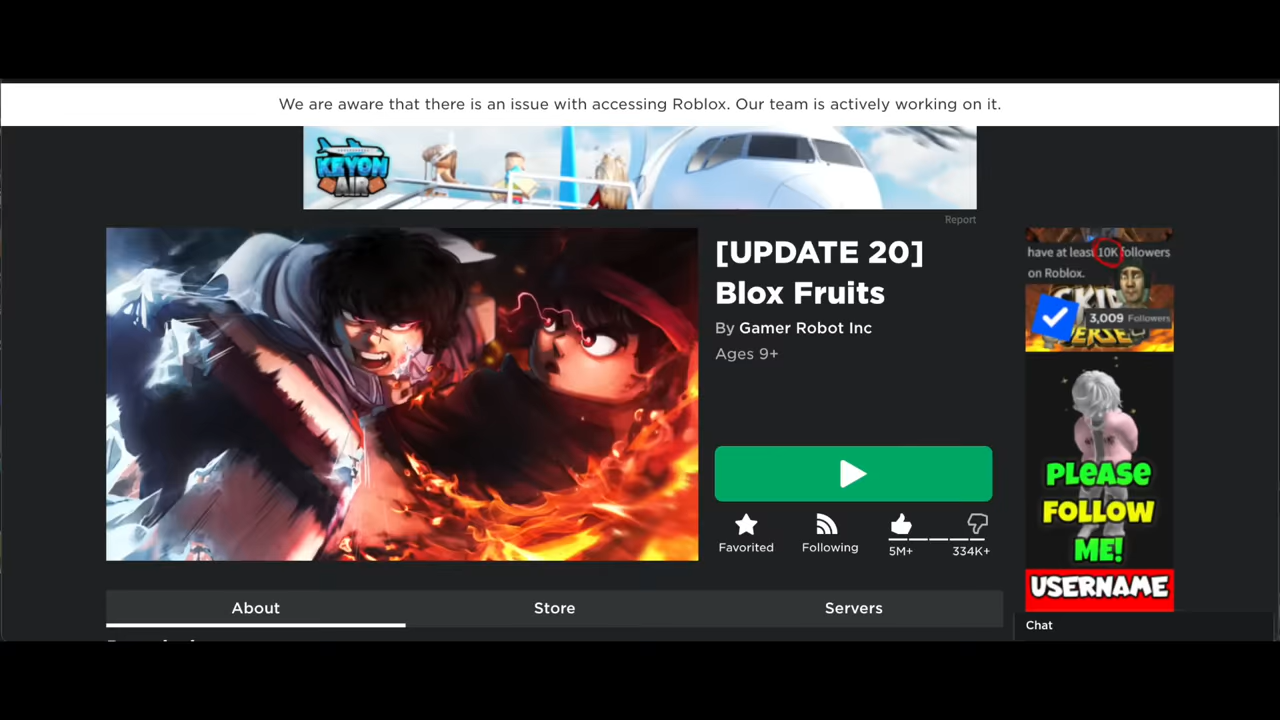 We are aware that there is an issue with accessing Roblox. Our team is actively working on it.
KEYON
AIR
Report
[UPDATE 20]
Blox Fruits
By Gamer Robot Inc
Ages 9+
Favorited
Following
5M+
334K+
About
Store
Servers
have at least 10K followers
on Roblox.
3,009 Followers
PLEASE
FOLLOW
ME!
USERNAME
Chat